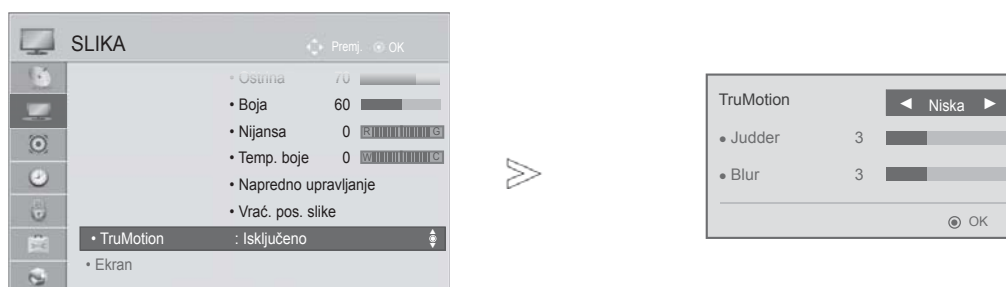 SLIKA Premj. OK
• Oštrina 70
• Boja 60
• Nijansa 0 R G
• Temp. boje 0 W C
• Napredno upravljanje
• Vrać. pos. slike
• TruMotion : Isključeno
• Ekran
TruMotion ◄ Niska ►
• Judder 3
• Blur 3
OK